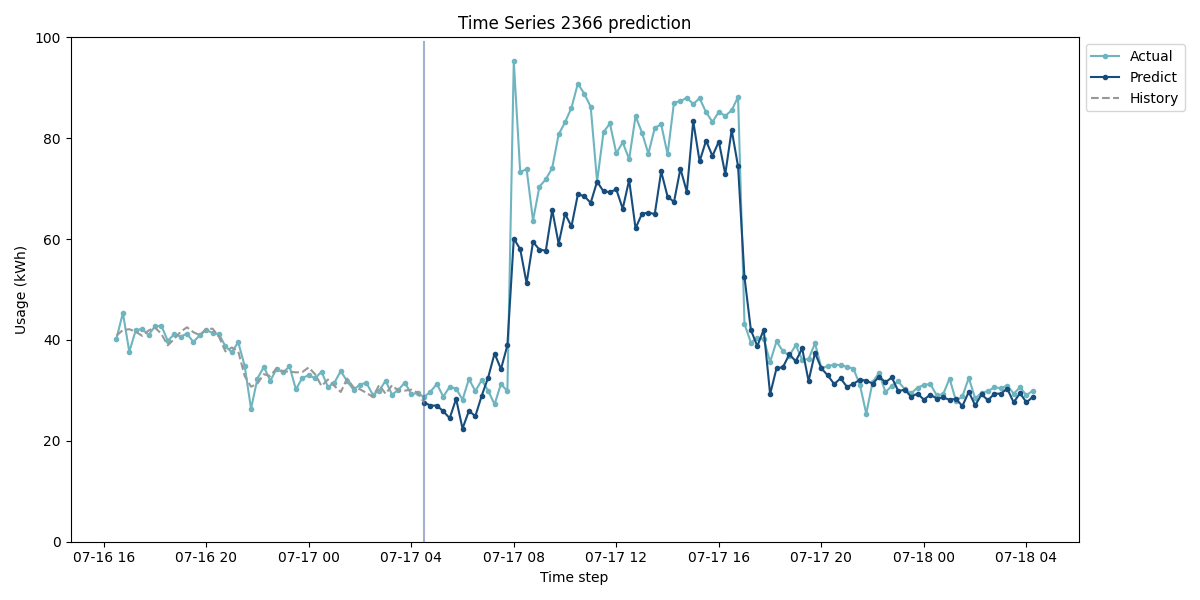 Time Series 2366 prediction
100
80
60
40
20
0
Usage (kWh)
07-16 16
07-16 20
07-17 00
07-17 04
07-17 08
07-17 12
07-17 16
07-17 20
07-18 00
07-18 04
Time step
Actual
Predict
History